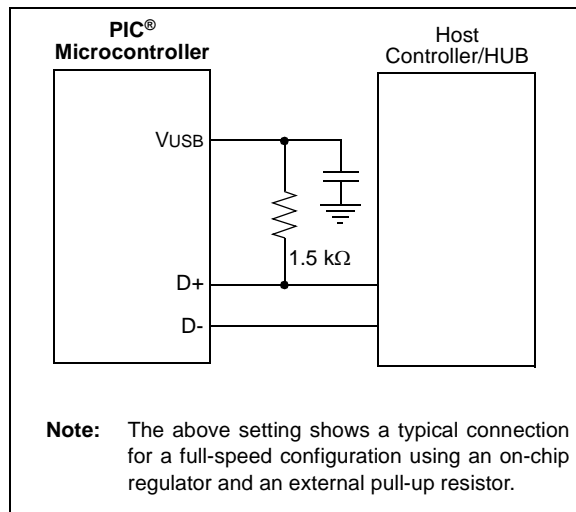 PIC®
Microcontroller
Host
Controller/HUB
VUSB
1.5 kΩ
D+
D-
Note: The above setting shows a typical connection
for a full-speed configuration using an on-chip
regulator and an external pull-up resistor.